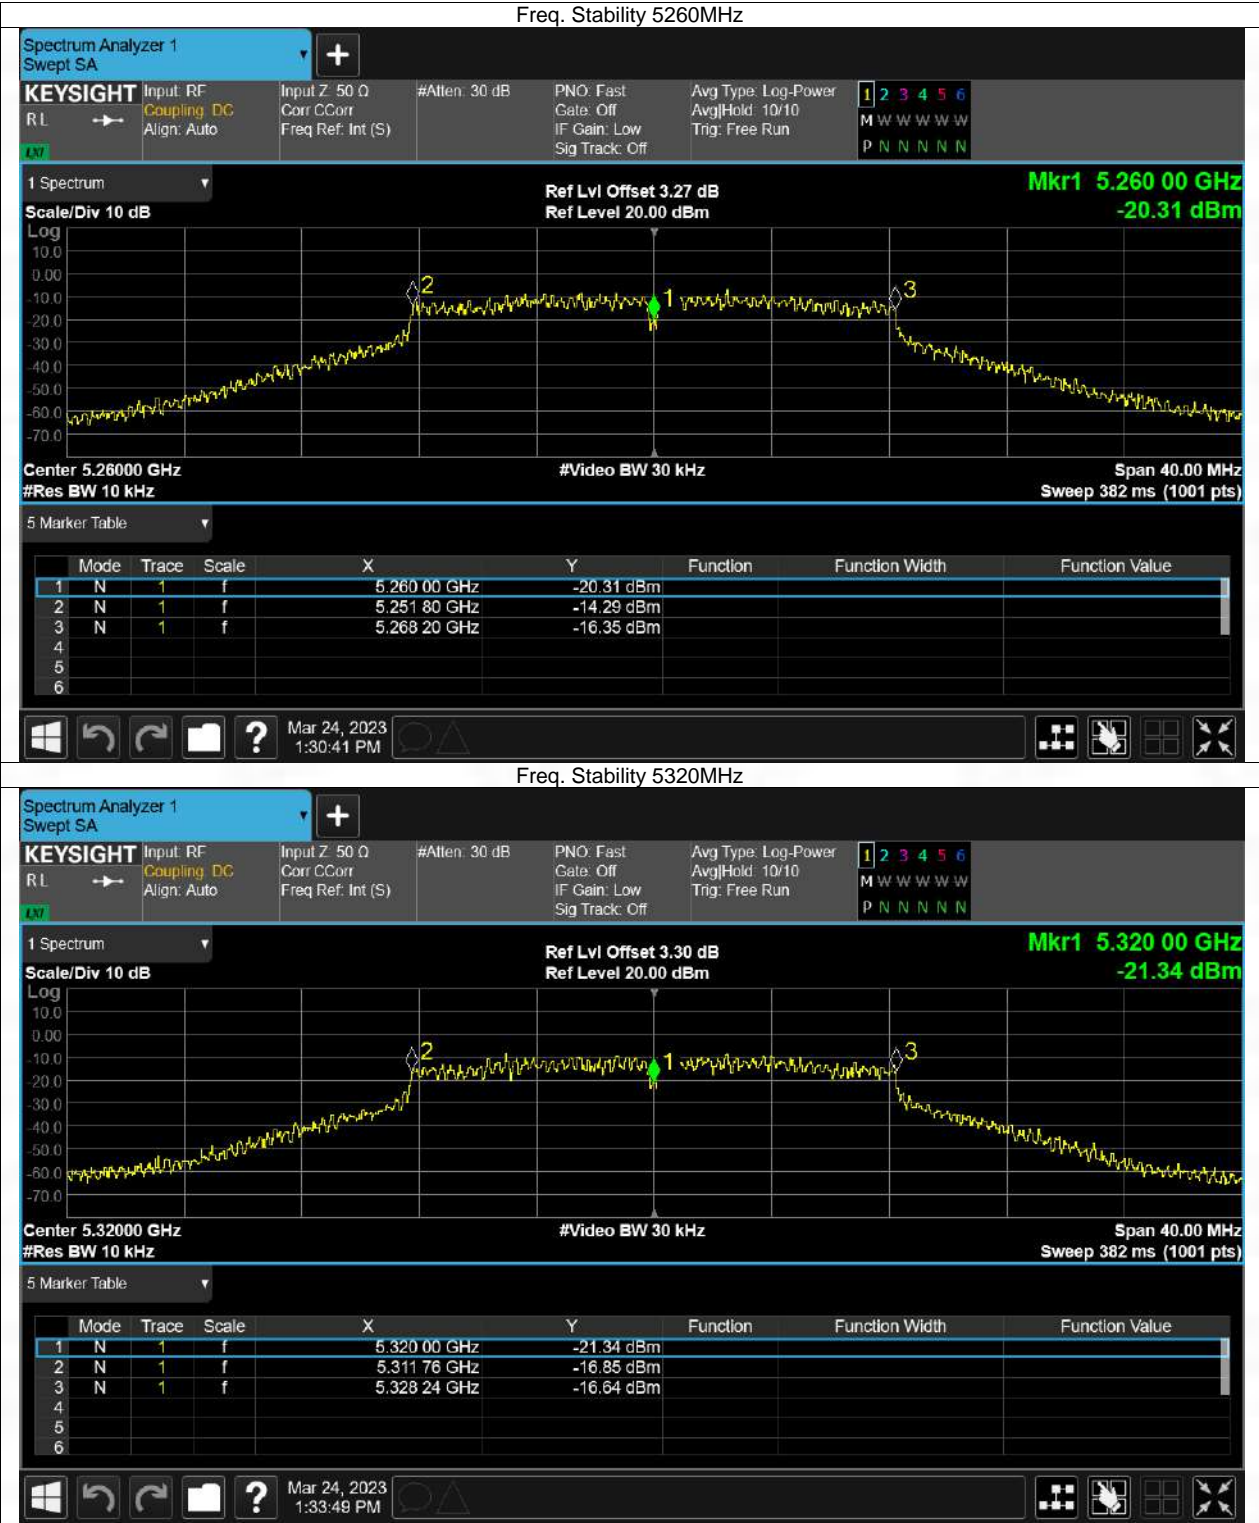 Freq. Stability 5260MHz
Spectrum Analyzer 1
Swept SA
+
KEYSIGHT Input: RF Input Z: 50 Ω #Atten: 30 dB PNO: Fast Avg Type: Log-Power 1 2 3 4 5 6
RL Coupling: DC Corr CCorr Gate: Off Avg|Hold: 10/10 M W W W W W
Align: Auto Freq Ref: Int (S) IF Gain: Low Trig: Free Run
LXI Sig Track: Off P N N N N N
1 Spectrum Ref Lvl Offset 3.27 dB Mkr1 5.260 00 GHz
Scale/Div 10 dB Ref Level 20.00 dBm -20.31 dBm
Log
10.0
0.00
-10.0
-20.0
-30.0
-40.0
-50.0
-60.0
-70.0
2
1
3
Center 5.26000 GHz #Video BW 30 kHz Span 40.00 MHz
#Res BW 10 kHz Sweep 382 ms (1001 pts)
5 Marker Table
Mode Trace Scale X Y Function Function Width Function Value
1 N 1 f 5.260 00 GHz -20.31 dBm
2 N 1 f 5.251 80 GHz -14.29 dBm
3 N 1 f 5.268 20 GHz -16.35 dBm
4
5
6
? Mar 24, 2023
1:30:41 PM
Freq. Stability 5320MHz
Spectrum Analyzer 1
Swept SA
+
KEYSIGHT Input: RF Input Z: 50 Ω #Atten: 30 dB PNO: Fast Avg Type: Log-Power 1 2 3 4 5 6
RL Coupling: DC Corr CCorr Gate: Off Avg|Hold: 10/10 M W W W W W
Align: Auto Freq Ref: Int (S) IF Gain: Low Trig: Free Run
LXI Sig Track: Off P N N N N N
1 Spectrum Ref Lvl Offset 3.30 dB Mkr1 5.320 00 GHz
Scale/Div 10 dB Ref Level 20.00 dBm -21.34 dBm
Log
10.0
0.00
-10.0
-20.0
-30.0
-40.0
-50.0
-60.0
-70.0
2
1
3
Center 5.32000 GHz #Video BW 30 kHz Span 40.00 MHz
#Res BW 10 kHz Sweep 382 ms (1001 pts)
5 Marker Table
Mode Trace Scale X Y Function Function Width Function Value
1 N 1 f 5.320 00 GHz -21.34 dBm
2 N 1 f 5.311 76 GHz -16.85 dBm
3 N 1 f 5.328 24 GHz -16.64 dBm
4
5
6
? Mar 24, 2023
1:33:49 PM